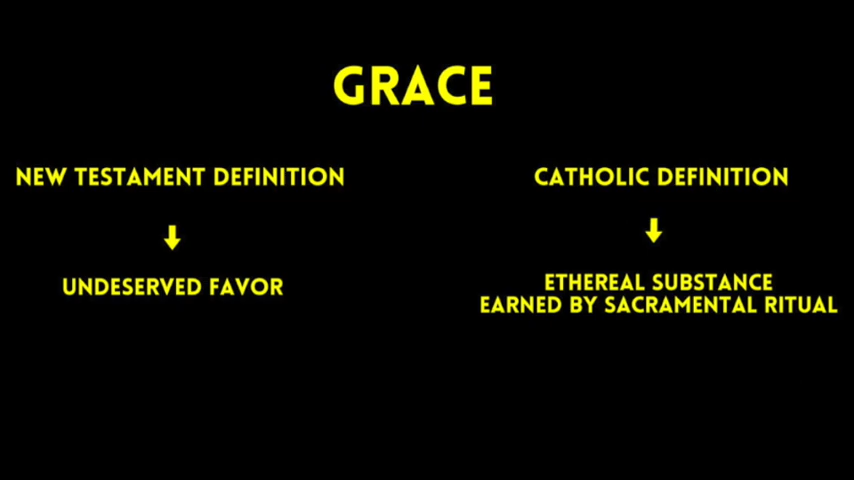 GRACE
NEW TESTAMENT DEFINITION
UNDESERVED FAVOR
CATHOLIC DEFINITION
ETHEREAL SUBSTANCE
EARNED BY SACRAMENTAL RITUAL